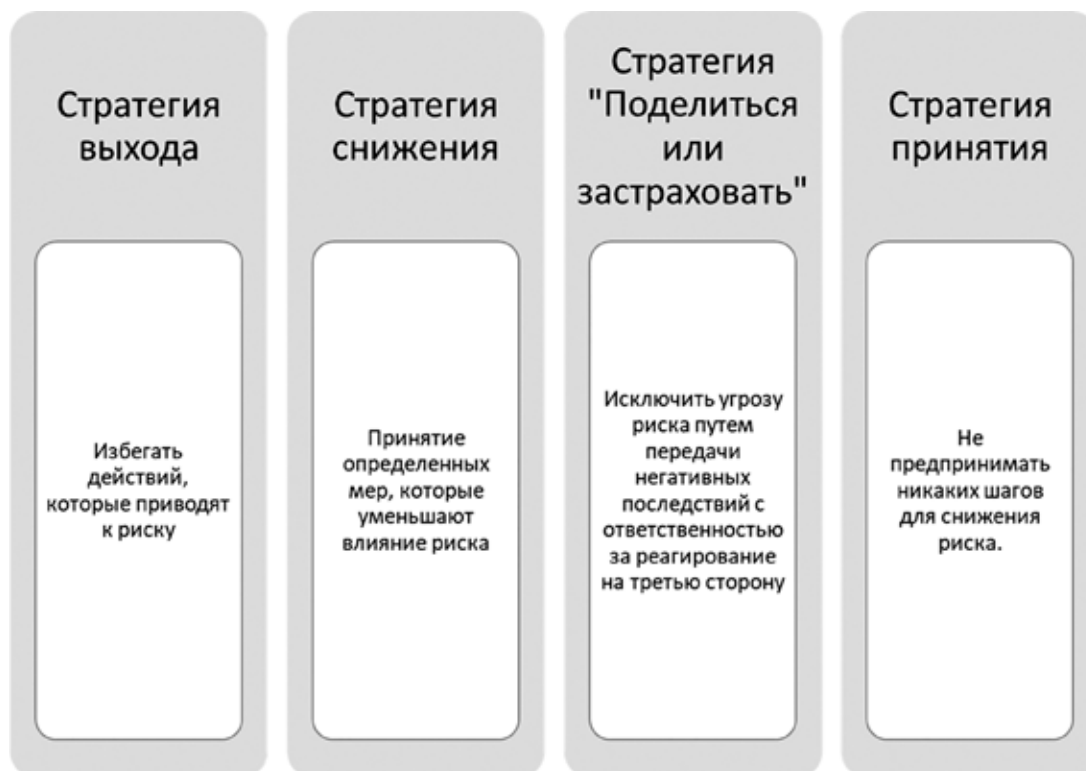 Стратегия
выхода
Избегать
действий,
которые приводят
к риску
Стратегия
снижения
Принятие
определенных
мер, которые
уменьшают
влияние риска
Стратегия
"Поделиться
или
застраховать"
Исключить угрозу
риска путем
передачи
негативных
последствий с
ответственностью
за реагирование
на третью сторону
Стратегия
принятия
Не
предпринимать
никаких шагов
для снижения
риска.